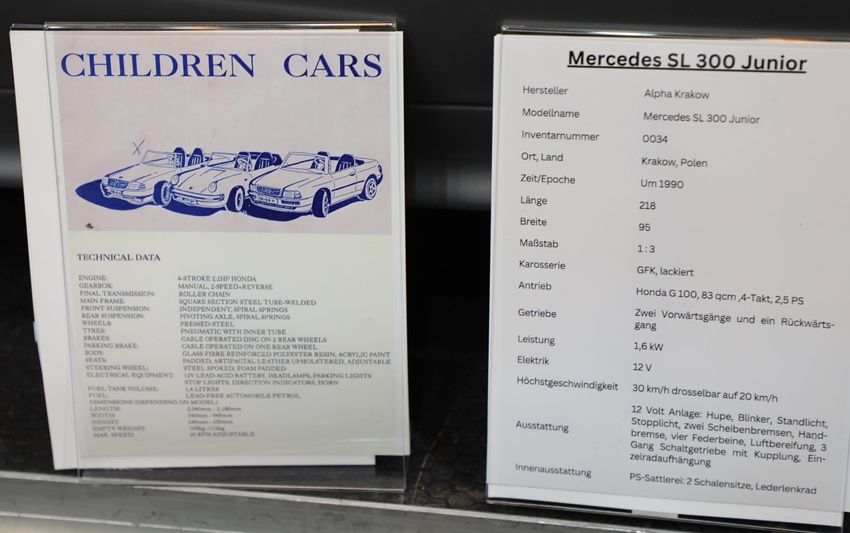 CHILDREN CARS
TECHNICAL DATA
ENGINE: 4-STROKE 2.2HP HONDA
GEARBOX: MANUAL, 2-SPEED+REVERSE
FINAL TRANSMISSION: ROLLER CHAIN
MAIN FRAME: SQUARE SECTION STEEL TUBE-WELDED
FRONT SUSPENSION: INDEPENDENT, SPIRAL SPRINGS
REAR SUSPENSION: PIVOTING AXLE, SPIRAL SPRINGS
WHEELS: PRESSED STEEL
TYRES: PNEUMATIC WITH INNER TUBE
BRAKES: CABLE OPERATED DISC ON 2 REAR WHEELS
PARKING BRAKE: CABLE OPERATED ON ONE REAR WHEEL
BODY: GLASS FIBRE REINFORCED POLYESTER RESIN, ACRYLIC PAINT
SEATS: PADDED, ARTIFACTAL LEATHER UPHOLSTERED, ADJUSTABLE
STEERING WHEEL: STEEL SPOKED, FOAM PADDED
ELECTRICAL EQUIPMENT: 12V LEAD-ACID BATTERY, HEADLAMPS, PARKING LIGHTS
STOP LIGHTS, DIRECTION INDICATORS, HORN
FUEL TANK VOLUME: 1,4 LITRES
FUEL: LEAD-FREE AUTOMOBILE PETROL
DIMENSIONS (DEPENDING ON MODEL):
LENGTH:
WIDTH:
HEIGHT:
EMPTY WEIGHT:
MAX. SPEED:
Mercedes SL 300 Junior
Hersteller Alpha Krakow
Modellname Mercedes SL 300 Junior
Inventarnummer 0034
Ort, Land Krakow, Polen
Zeit/Epoche Um 1990
Länge 218
Breite 95
Maßstab 1 : 3
Karosserie GFK, lackiert
Antrieb Honda G 100, 83 qcm ,4-Takt, 2,5 PS
Getriebe Zwei Vorwärtsgänge und ein Rückwärts-
gang
Leistung 1,6 kW
Elektrik 12 V
Höchstgeschwindigkeit 30 km/h drosselbar auf 20 km/h
Ausstattung 12 Volt Anlage: Hupe, Blinker, Standlicht,
Stopplicht, zwei Scheibenbremsen, Hand-
bremse, vier Federbeine, Luftbereifung, 3
Gang Schaltgetriebe mit Kupplung, Ein-
zelradaufhängung
Innenausstattung PS-Sattlerei: 2 Schalensitze, Lederlenkrad